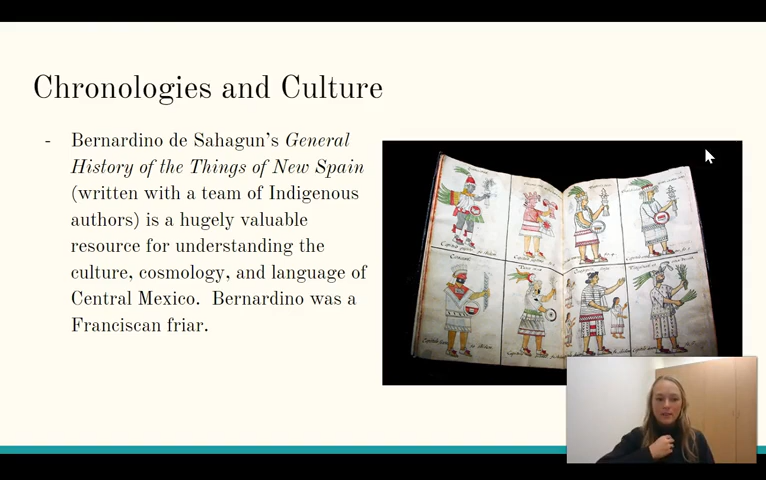 Chronologies and Culture
- Bernardino de Sahagun's General
History of the Things of New Spain
(written with a team of Indigenous
authors) is a hugely valuable
resource for understanding the
culture, cosmology, and language of
Central Mexico.  Bernardino was a
Franciscan friar.